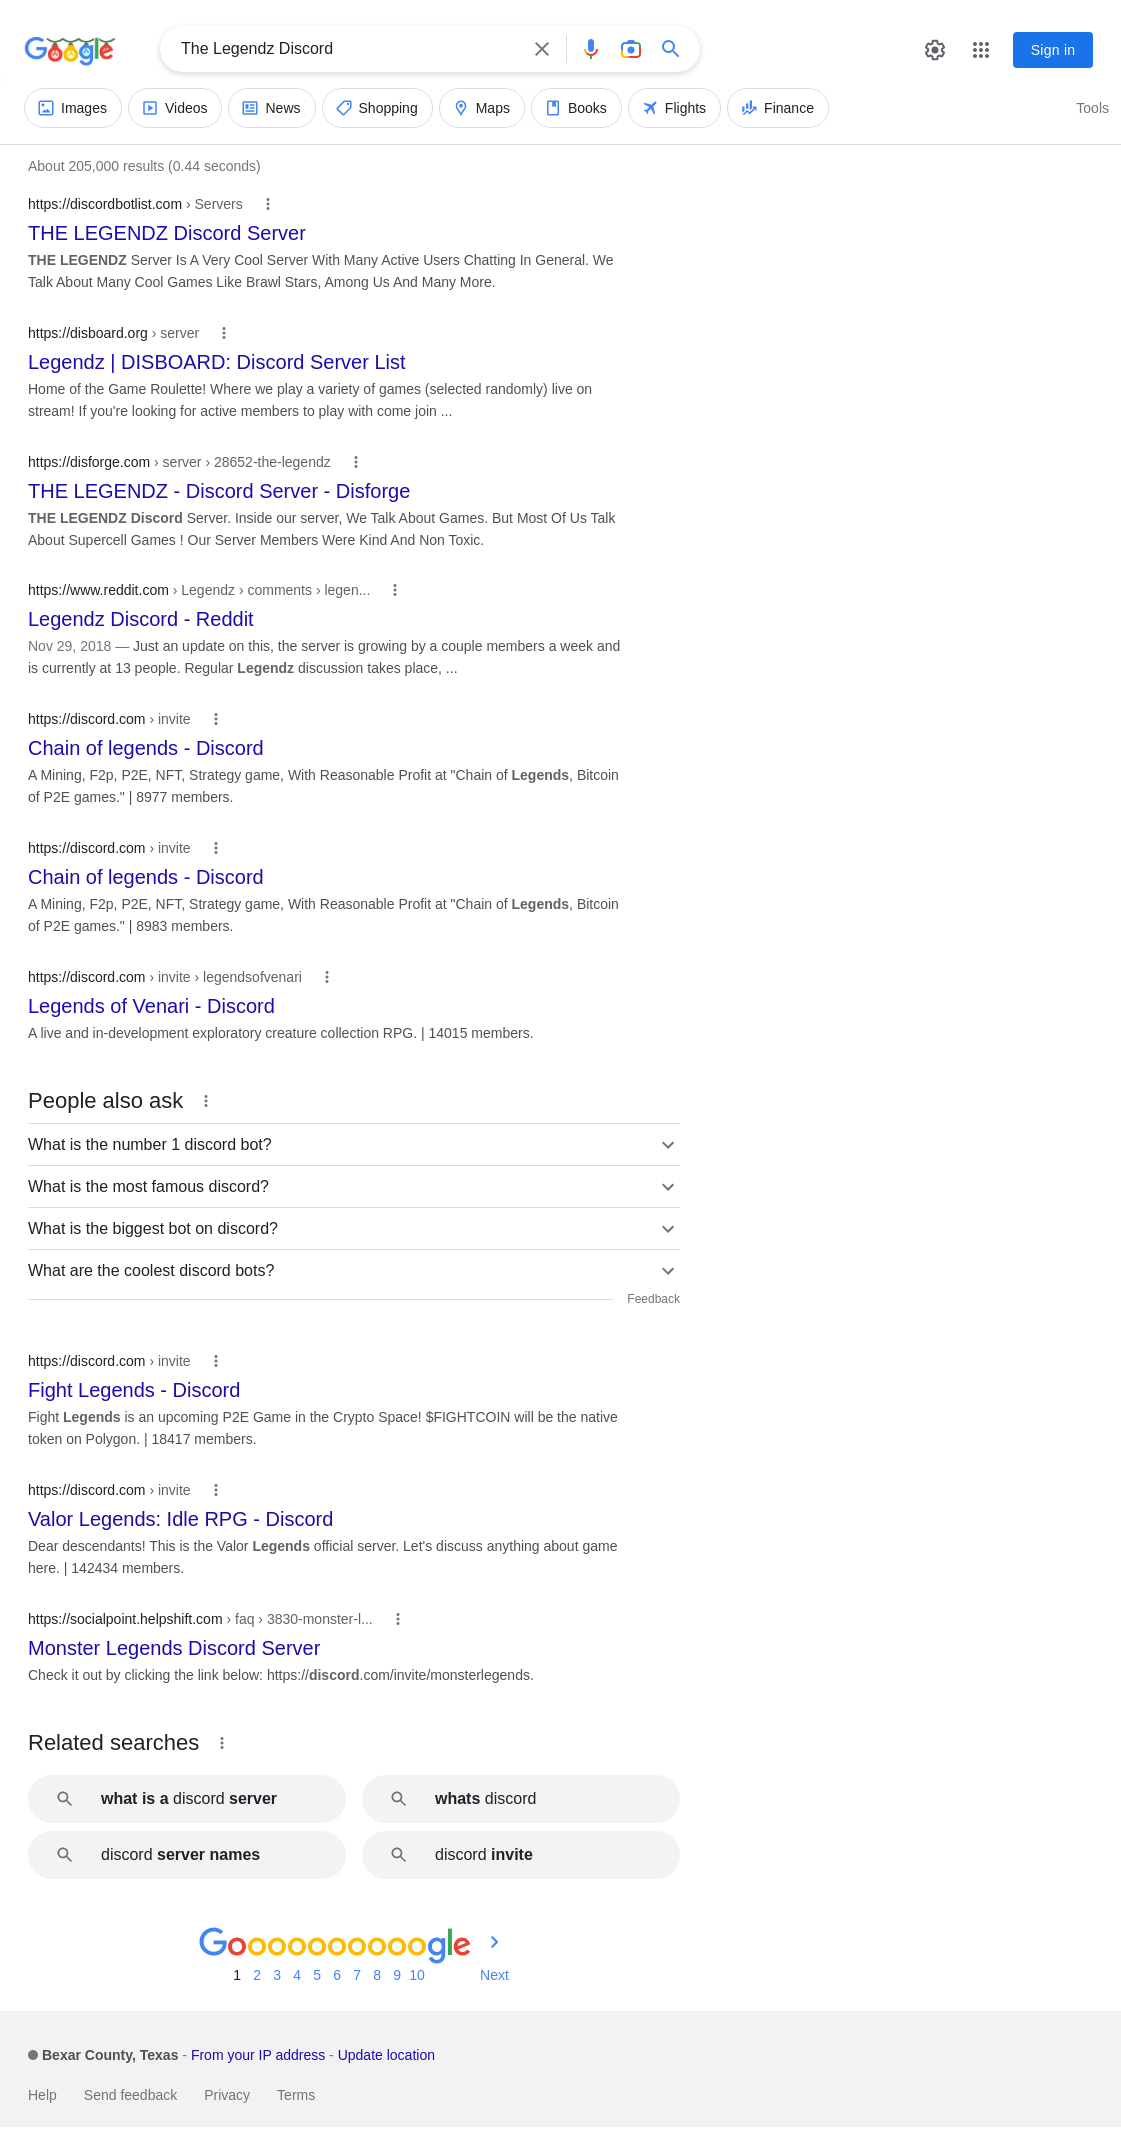 Google
The Legendz Discord
Sign in
Images Videos News Shopping Maps Books Flights Finance Tools
About 205,000 results (0.44 seconds)
https://discordbotlist.com › Servers
THE LEGENDZ Discord Server
THE LEGENDZ Server Is A Very Cool Server With Many Active Users Chatting In General. We
Talk About Many Cool Games Like Brawl Stars, Among Us And Many More.
https://disboard.org › server
Legendz | DISBOARD: Discord Server List
Home of the Game Roulette! Where we play a variety of games (selected randomly) live on
stream! If you're looking for active members to play with come join ...
https://disforge.com › server › 28652-the-legendz
THE LEGENDZ - Discord Server - Disforge
THE LEGENDZ Discord Server. Inside our server, We Talk About Games. But Most Of Us Talk
About Supercell Games ! Our Server Members Were Kind And Non Toxic.
https://www.reddit.com › Legendz › comments › legen...
Legendz Discord - Reddit
Nov 29, 2018 — Just an update on this, the server is growing by a couple members a week and
is currently at 13 people. Regular Legendz discussion takes place, ...
https://discord.com › invite
Chain of legends - Discord
A Mining, F2p, P2E, NFT, Strategy game, With Reasonable Profit at "Chain of Legends, Bitcoin
of P2E games." | 8977 members.
https://discord.com › invite
Chain of legends - Discord
A Mining, F2p, P2E, NFT, Strategy game, With Reasonable Profit at "Chain of Legends, Bitcoin
of P2E games." | 8983 members.
https://discord.com › invite › legendsofvenari
Legends of Venari - Discord
A live and in-development exploratory creature collection RPG. | 14015 members.
People also ask
What is the number 1 discord bot?
What is the most famous discord?
What is the biggest bot on discord?
What are the coolest discord bots?
Feedback
https://discord.com › invite
Fight Legends - Discord
Fight Legends is an upcoming P2E Game in the Crypto Space! $FIGHTCOIN will be the native
token on Polygon. | 18417 members.
https://discord.com › invite
Valor Legends: Idle RPG - Discord
Dear descendants! This is the Valor Legends official server. Let's discuss anything about game
here. | 142434 members.
https://socialpoint.helpshift.com › faq › 3830-monster-l...
Monster Legends Discord Server
Check it out by clicking the link below: https://discord.com/invite/monsterlegends.
Related searches
what is a discord server
whats discord
discord server names
discord invite
Goooooooooogle
1 2 3 4 5 6 7 8 9 10 Next
Bexar County, Texas - From your IP address - Update location
Help Send feedback Privacy Terms